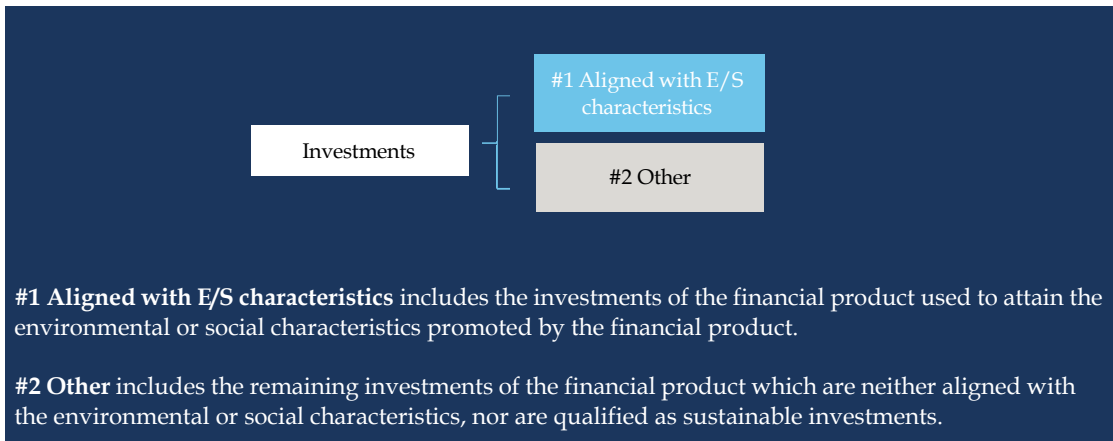 #1 Aligned with E/S
characteristics
Investments
#2 Other
#1 Aligned with E/S characteristics includes the investments of the financial product used to attain the
environmental or social characteristics promoted by the financial product.
#2 Other includes the remaining investments of the financial product which are neither aligned with
the environmental or social characteristics, nor are qualified as sustainable investments.